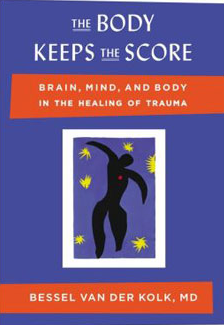 THE BODY
KEEPS THE SCORE
BRAIN, MIND, AND BODY
IN THE HEALING OF TRAUMA
BESSEL VAN DER KOLK, MD